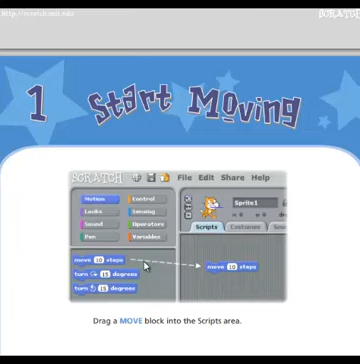 http://scratch.mit.edu
SCRATCH
1 Start Moving
SCRATCH File Edit Share Help
Motion Control
Looks Sensing
Sound Operators
Pen Variables
Sprite1
Scripts Costumes
move 10 steps
turn 15 degrees
turn 15 degrees
move 10 steps
Drag a MOVE block into the Scripts area.